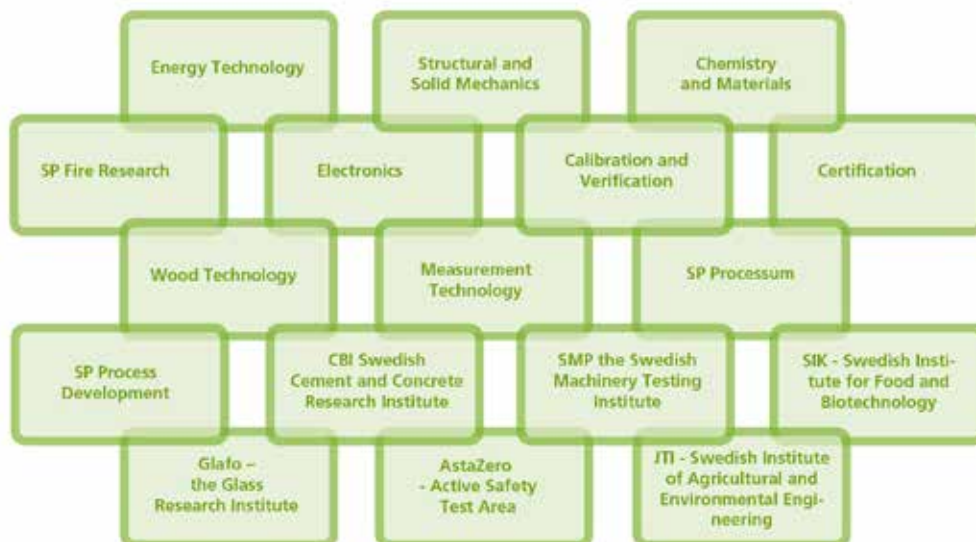 Energy Technology
Structural and
Solid Mechanics
Chemistry
and Materials
SP Fire Research
Electronics
Calibration and
Verification
Certification
Wood Technology
Measurement
Technology
SP Processum
SP Process
Development
CBI Swedish
Cement and Concrete
Research Institute
SMP the Swedish
Machinery Testing
Institute
SIK - Swedish Insti-
tute for Food and
Biotechnology
Glafo –
the Glass
Research Institute
AstaZero
- Active Safety
Test Area
JTI - Swedish Institute
of Agricultural and
Environmental Engi-
neering